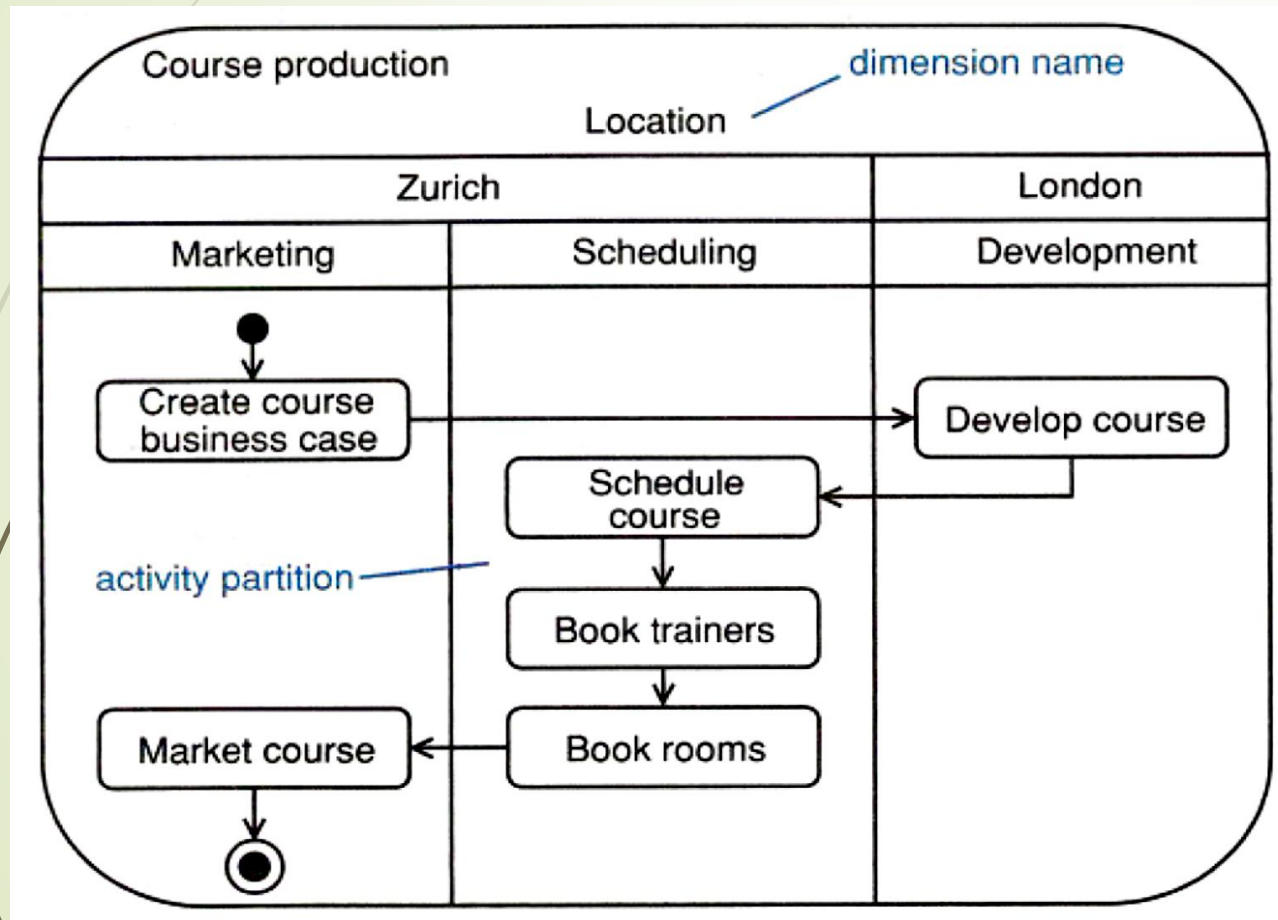 Course production
dimension name
Location
Zurich
London
Marketing
Scheduling
Development
Create course
business case
Develop course
Schedule
course
activity partition
Book trainers
Market course
Book rooms